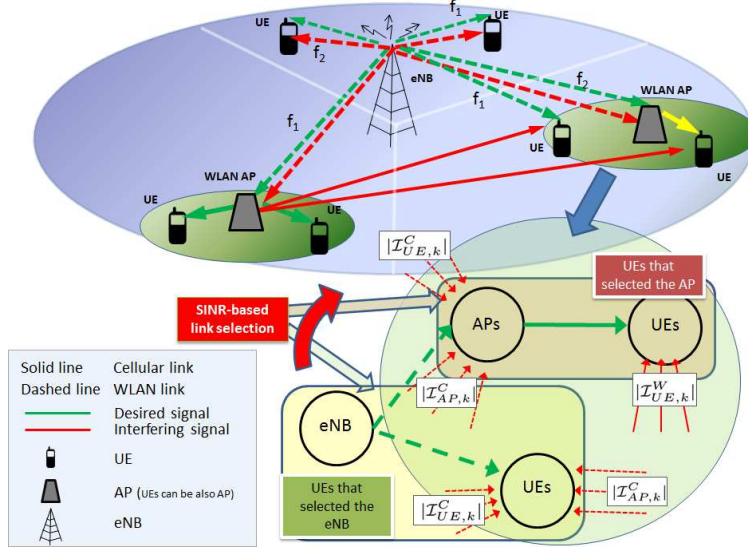 UE
f1
UE
f2
eNB
f2
f1
WLAN AP
f1
UE
UE
WLAN AP
UE
UE
|I^C_{UE,k}|
UEs that
selected the AP
SINR-based
link selection
APs
UEs
Solid line Cellular link
Dashed line WLAN link
Desired signal
Interfering signal
UE
AP (UEs can be also AP)
eNB
|I^C_{AP,k}|
|I^W_{UE,k}|
eNB
UEs that
selected the
eNB
UEs
|I^C_{UE,k}|
|I^C_{AP,k}|